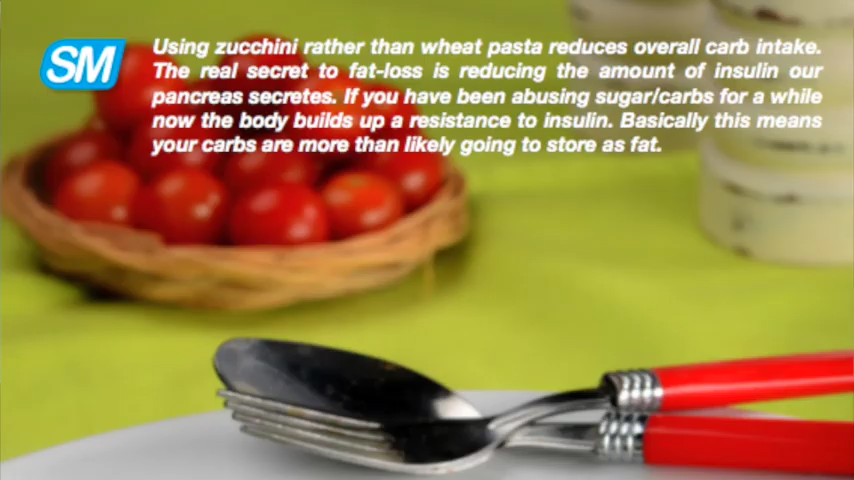 SM
Using zucchini rather than wheat pasta reduces overall carb intake.
The real secret to fat-loss is reducing the amount of insulin our
pancreas secretes. If you have been abusing sugar/carbs for a while
now the body builds up a resistance to insulin. Basically this means
your carbs are more than likely going to store as fat.